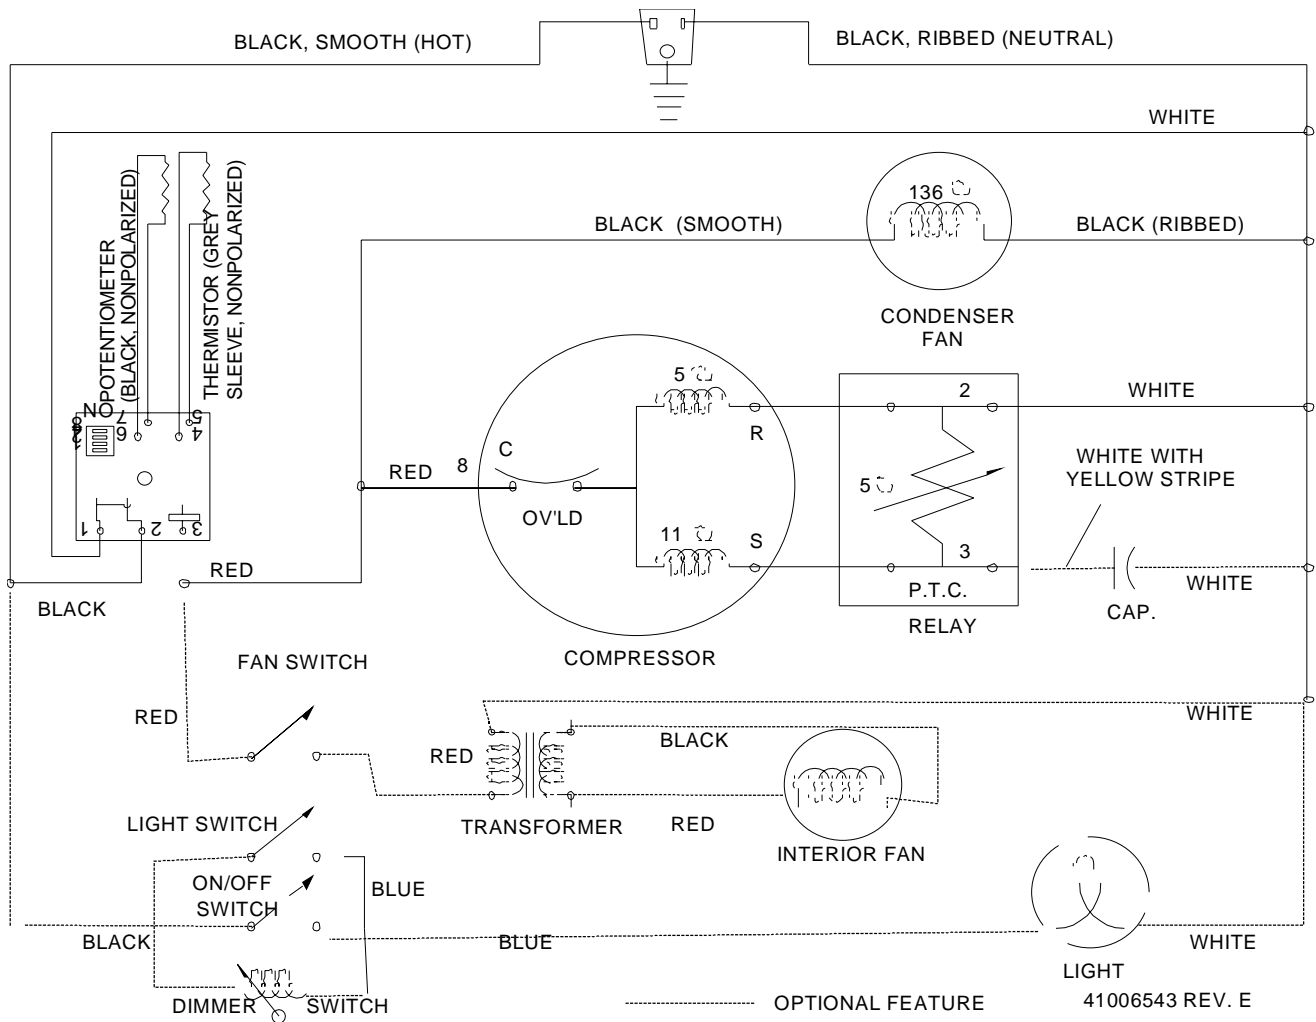 BLACK, SMOOTH (HOT)
BLACK, RIBBED (NEUTRAL)
WHITE
136
BLACK (SMOOTH)
BLACK (RIBBED)
CONDENSER
FAN
POTENTIOMETER
(BLACK, NONPOLARIZED)
THERMISTOR (GREY
SLEEVE, NONPOLARIZED)
NO
7
6
5
4
1
2
3
5
R
2
WHITE
C
RED
8
OV'LD
5
WHITE WITH
YELLOW STRIPE
11
S
3
P.T.C.
RELAY
CAP.
WHITE
RED
BLACK
COMPRESSOR
FAN SWITCH
RED
WHITE
RED
BLACK
TRANSFORMER
RED
INTERIOR FAN
LIGHT SWITCH
ON/OFF
SWITCH
BLUE
BLACK
BLUE
WHITE
LIGHT
DIMMER
SWITCH
OPTIONAL FEATURE
41006543 REV. E